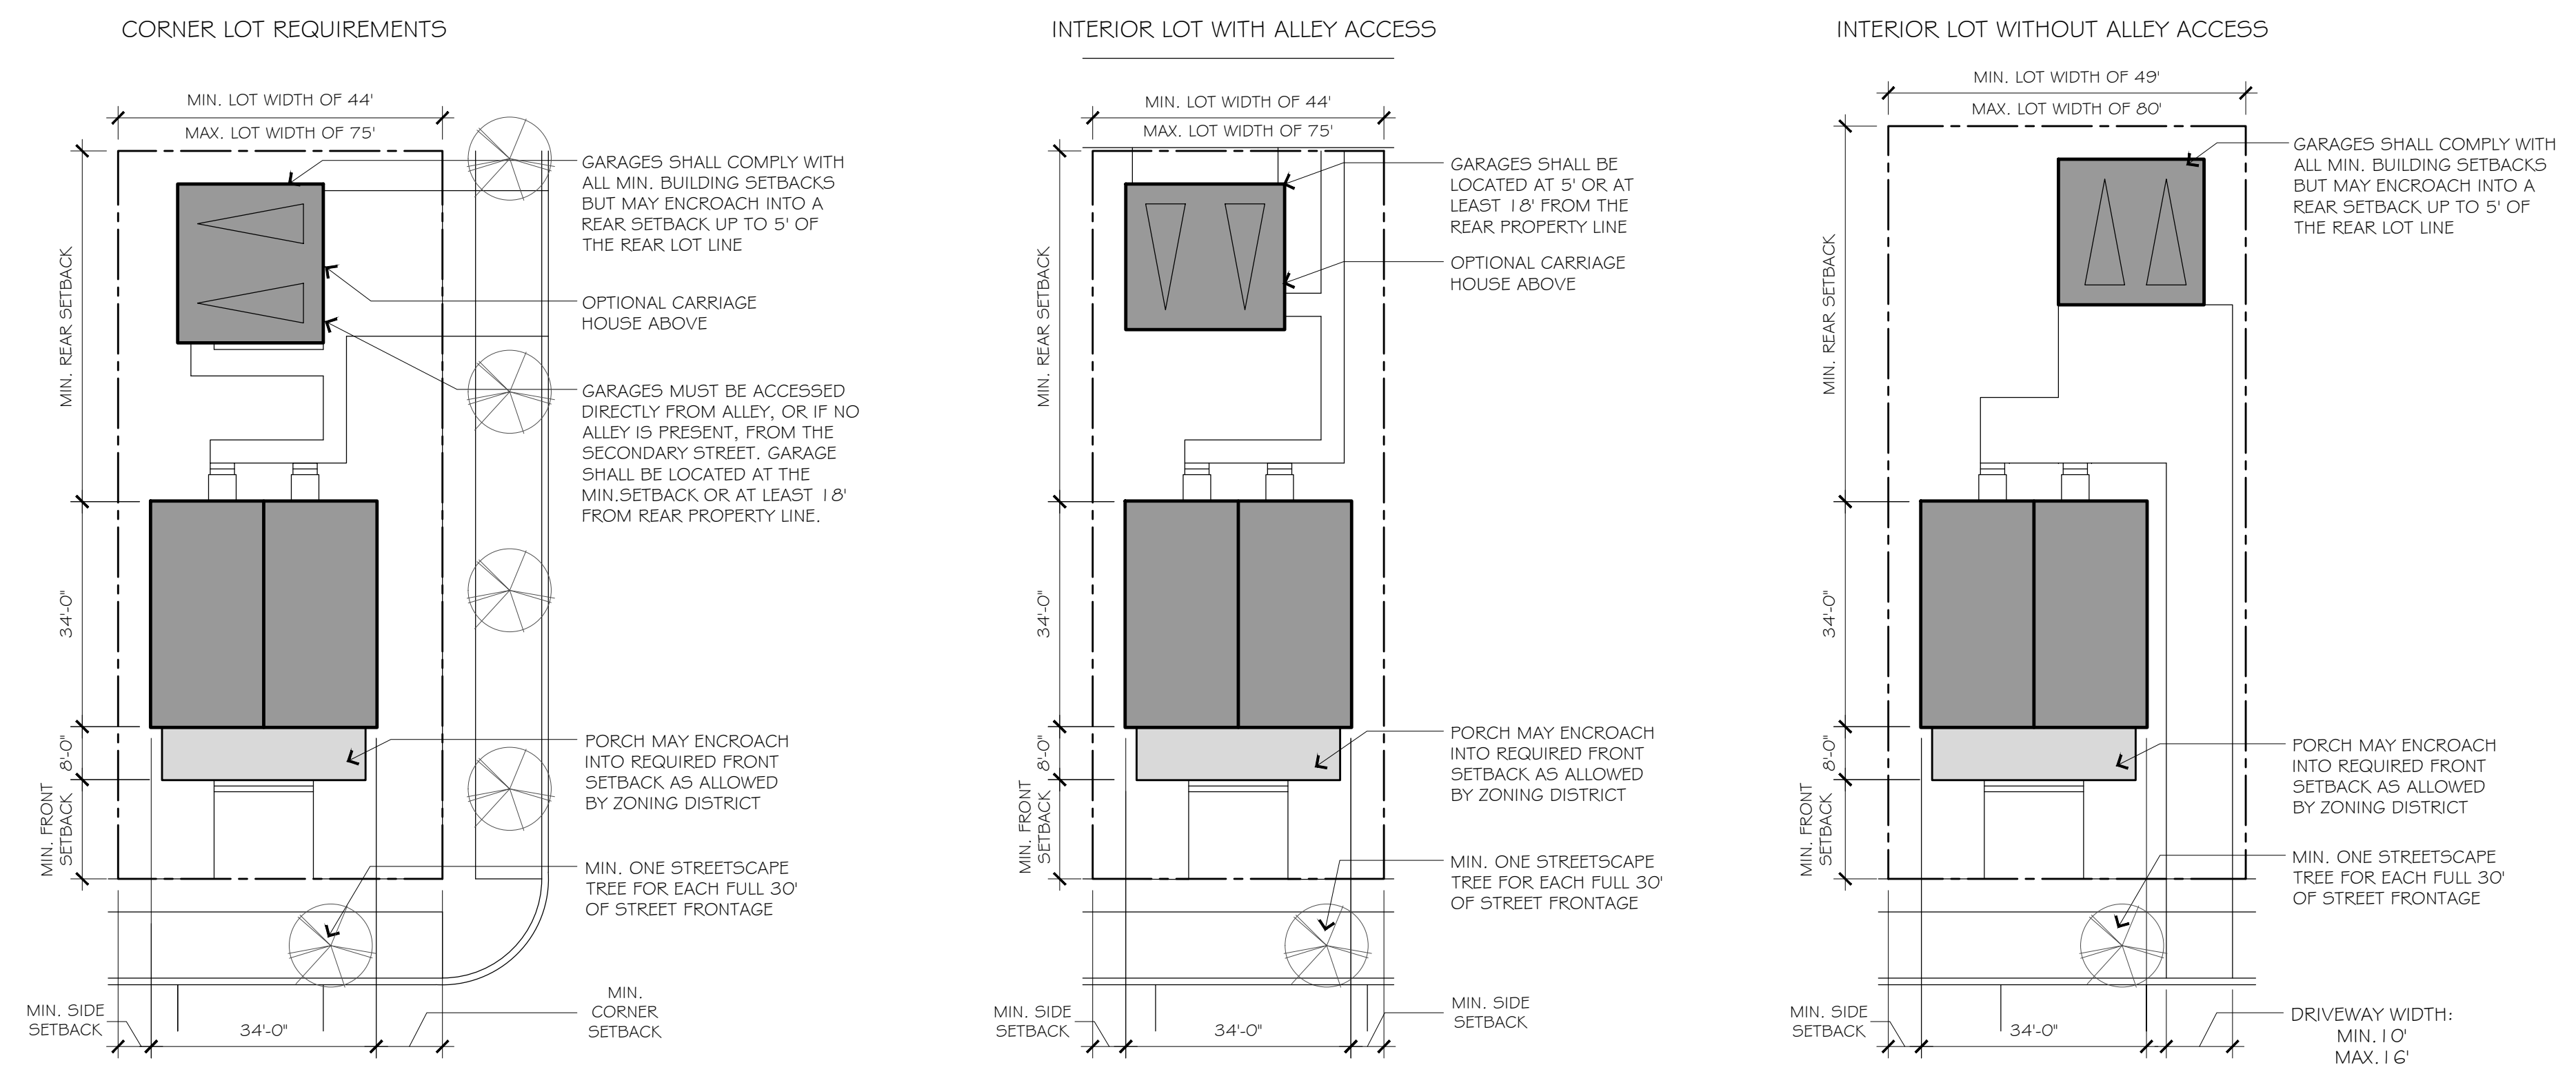 CORNER LOT REQUIREMENTS
MIN. LOT WIDTH OF 44'
MAX. LOT WIDTH OF 75'
GARAGES SHALL COMPLY WITH
ALL MIN. BUILDING SETBACKS
BUT MAY ENCROACH INTO A
REAR SETBACK UP TO 5' OF
THE REAR LOT LINE
OPTIONAL CARRIAGE
HOUSE ABOVE
GARAGES MUST BE ACCESSED
DIRECTLY FROM ALLEY, OR IF NO
ALLEY IS PRESENT, FROM THE
SECONDARY STREET. GARAGE
SHALL BE LOCATED AT THE
MIN.SETBACK OR AT LEAST 18'
FROM REAR PROPERTY LINE.
MIN. REAR SETBACK
34'-0"
8'-0"
MIN. FRONT
SETBACK
PORCH MAY ENCROACH
INTO REQUIRED FRONT
SETBACK AS ALLOWED
BY ZONING DISTRICT
MIN. ONE STREETSCAPE
TREE FOR EACH FULL 30'
OF STREET FRONTAGE
MIN. SIDE
SETBACK
34'-0"
MIN.
CORNER
SETBACK
INTERIOR LOT WITH ALLEY ACCESS
MIN. LOT WIDTH OF 44'
MAX. LOT WIDTH OF 75'
GARAGES SHALL BE
LOCATED AT 5' OR AT
LEAST 18' FROM THE
REAR PROPERTY LINE
OPTIONAL CARRIAGE
HOUSE ABOVE
MIN. REAR SETBACK
34'-0"
8'-0"
MIN. FRONT
SETBACK
PORCH MAY ENCROACH
INTO REQUIRED FRONT
SETBACK AS ALLOWED
BY ZONING DISTRICT
MIN. ONE STREETSCAPE
TREE FOR EACH FULL 30'
OF STREET FRONTAGE
MIN. SIDE
SETBACK
34'-0"
MIN. SIDE
SETBACK
INTERIOR LOT WITHOUT ALLEY ACCESS
MIN. LOT WIDTH OF 49'
MAX. LOT WIDTH OF 80'
GARAGES SHALL COMPLY WITH
ALL MIN. BUILDING SETBACKS
BUT MAY ENCROACH INTO A
REAR SETBACK UP TO 5' OF
THE REAR LOT LINE
MIN. REAR SETBACK
34'-0"
8'-0"
MIN. FRONT
SETBACK
PORCH MAY ENCROACH
INTO REQUIRED FRONT
SETBACK AS ALLOWED
BY ZONING DISTRICT
MIN. ONE STREETSCAPE
TREE FOR EACH FULL 30'
OF STREET FRONTAGE
MIN. SIDE
SETBACK
34'-0"
DRIVEWAY WIDTH:
MIN.10'
MAX.16'